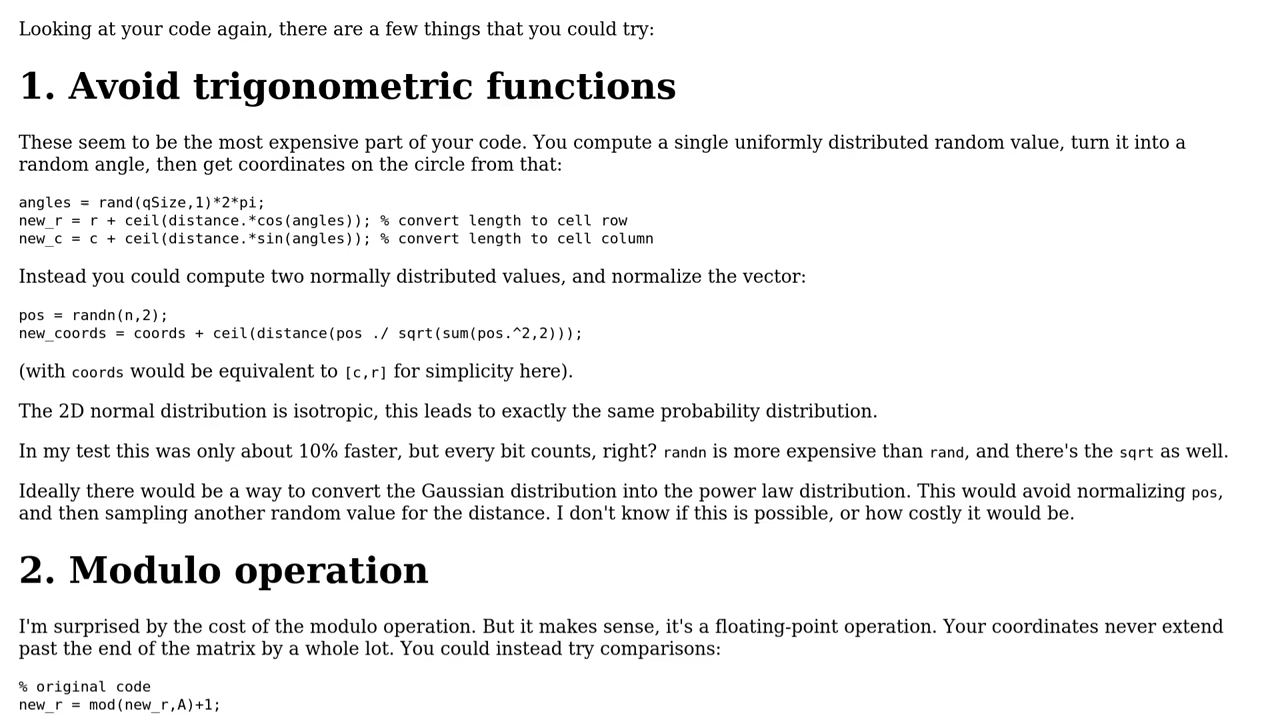 Looking at your code again, there are a few things that you could try:
1. Avoid trigonometric functions
These seem to be the most expensive part of your code. You compute a single uniformly distributed random value, turn it into a
random angle, then get coordinates on the circle from that:
angles = rand(qSize,1)*2*pi;
new_r = r + ceil(distance.*cos(angles)); % convert length to cell row
new_c = c + ceil(distance.*sin(angles)); % convert length to cell column
Instead you could compute two normally distributed values, and normalize the vector:
pos = randn(n,2);
new_coords = coords + ceil(distance(pos ./ sqrt(sum(pos.^2,2)));
(with coords would be equivalent to [c,r] for simplicity here).
The 2D normal distribution is isotropic, this leads to exactly the same probability distribution.
In my test this was only about 10% faster, but every bit counts, right? randn is more expensive than rand, and there's the sqrt as well.
Ideally there would be a way to convert the Gaussian distribution into the power law distribution. This would avoid normalizing pos,
and then sampling another random value for the distance. I don't know if this is possible, or how costly it would be.
2. Modulo operation
I'm surprised by the cost of the modulo operation. But it makes sense, it's a floating-point operation. Your coordinates never extend
past the end of the matrix by a whole lot. You could instead try comparisons:
% original code
new_r = mod(new_r,A)+1;